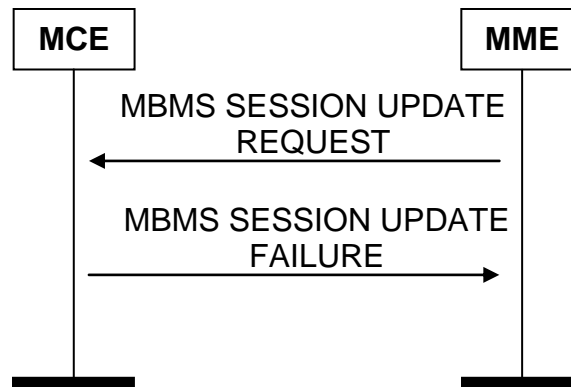 MCE
MME
MBMS SESSION UPDATE
REQUEST
MBMS SESSION UPDATE
FAILURE